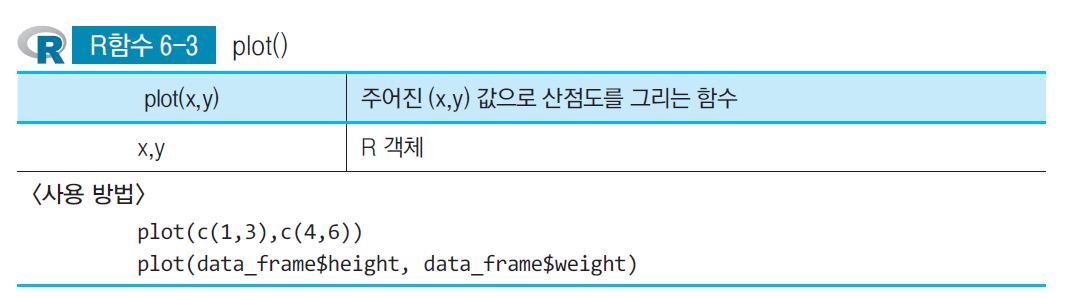 R R함수 6-3 plot()
plot(x,y) 주어진 (x,y) 값으로 산점도를 그리는 함수
x,y R 객체
〈사용 방법〉
plot(c(1,3),c(4,6))
plot(data_frame$height, data_frame$weight)